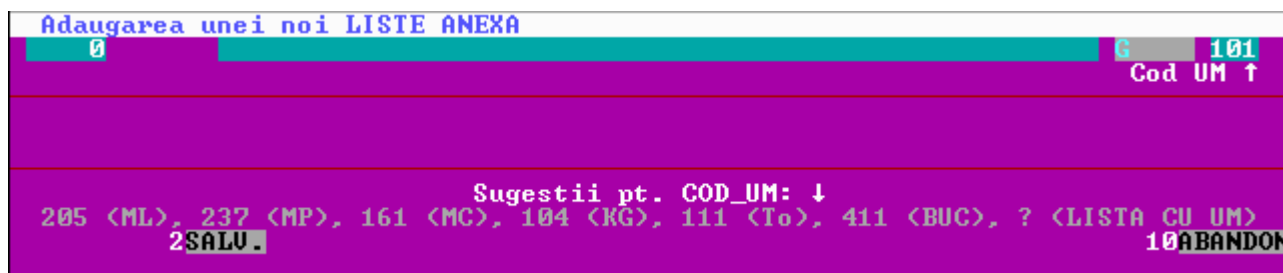 Adaugarea unei noi LISTE ANEXA
0 G 101
Cod UM ↑
Sugestii pt. COD_UM: ↓
205 (ML), 237 (MP), 161 (MC), 104 (KG), 111 (To), 411 (BUC), ? (LISTA CU UM)
2SALV. 10ABANDON